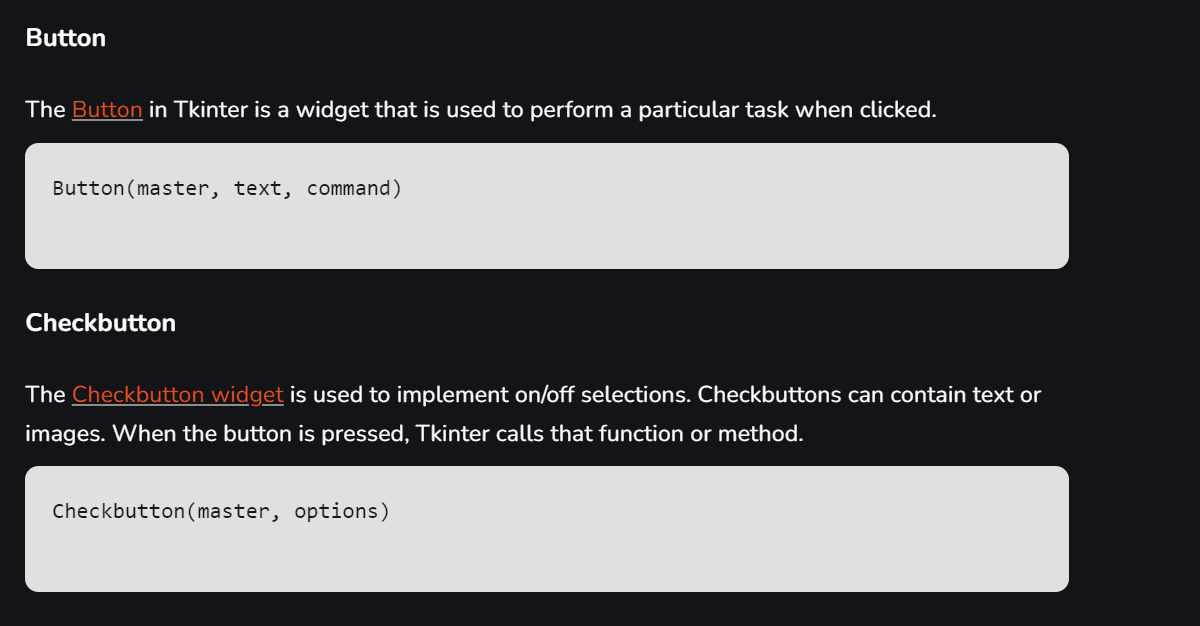 Button
The Button in Tkinter is a widget that is used to perform a particular task when clicked.
Button(master, text, command)
Checkbutton
The Checkbutton widget is used to implement on/off selections. Checkbuttons can contain text or
images. When the button is pressed, Tkinter calls that function or method.
Checkbutton(master, options)